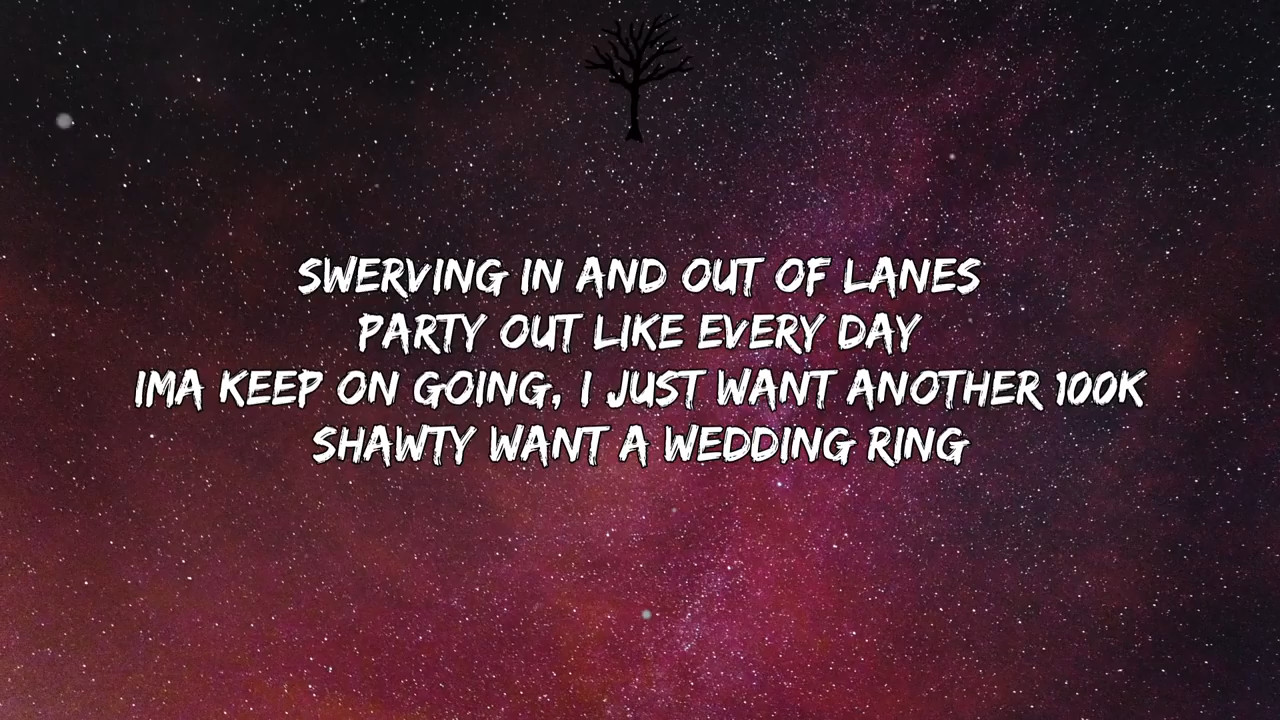 SWERVING IN AND OUT OF LANES
PARTY OUT LIKE EVERY DAY
IMA KEEP ON GOING, I JUST WANT ANOTHER 100K
SHAWTY WANT A WEDDING RING